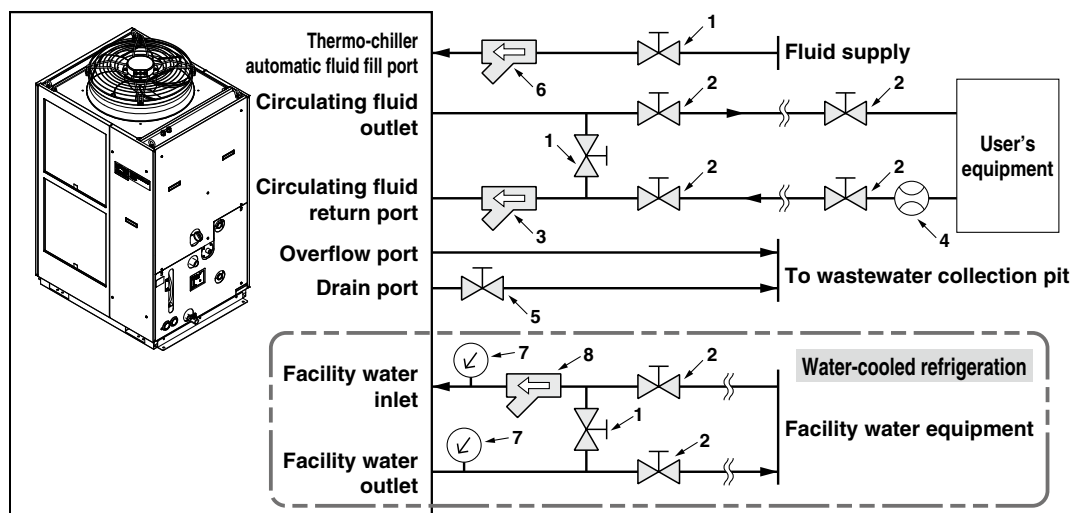 Thermo-chiller
automatic fluid fill port
6
1
Fluid supply
Circulating fluid
outlet
1
2
2
User's
equipment
Circulating fluid
return port
3
2
2
4
Overflow port
Drain port
5
To wastewater collection pit
Facility water
inlet
7
8
2
Water-cooled refrigeration
1
Facility water equipment
Facility water
outlet
7
2